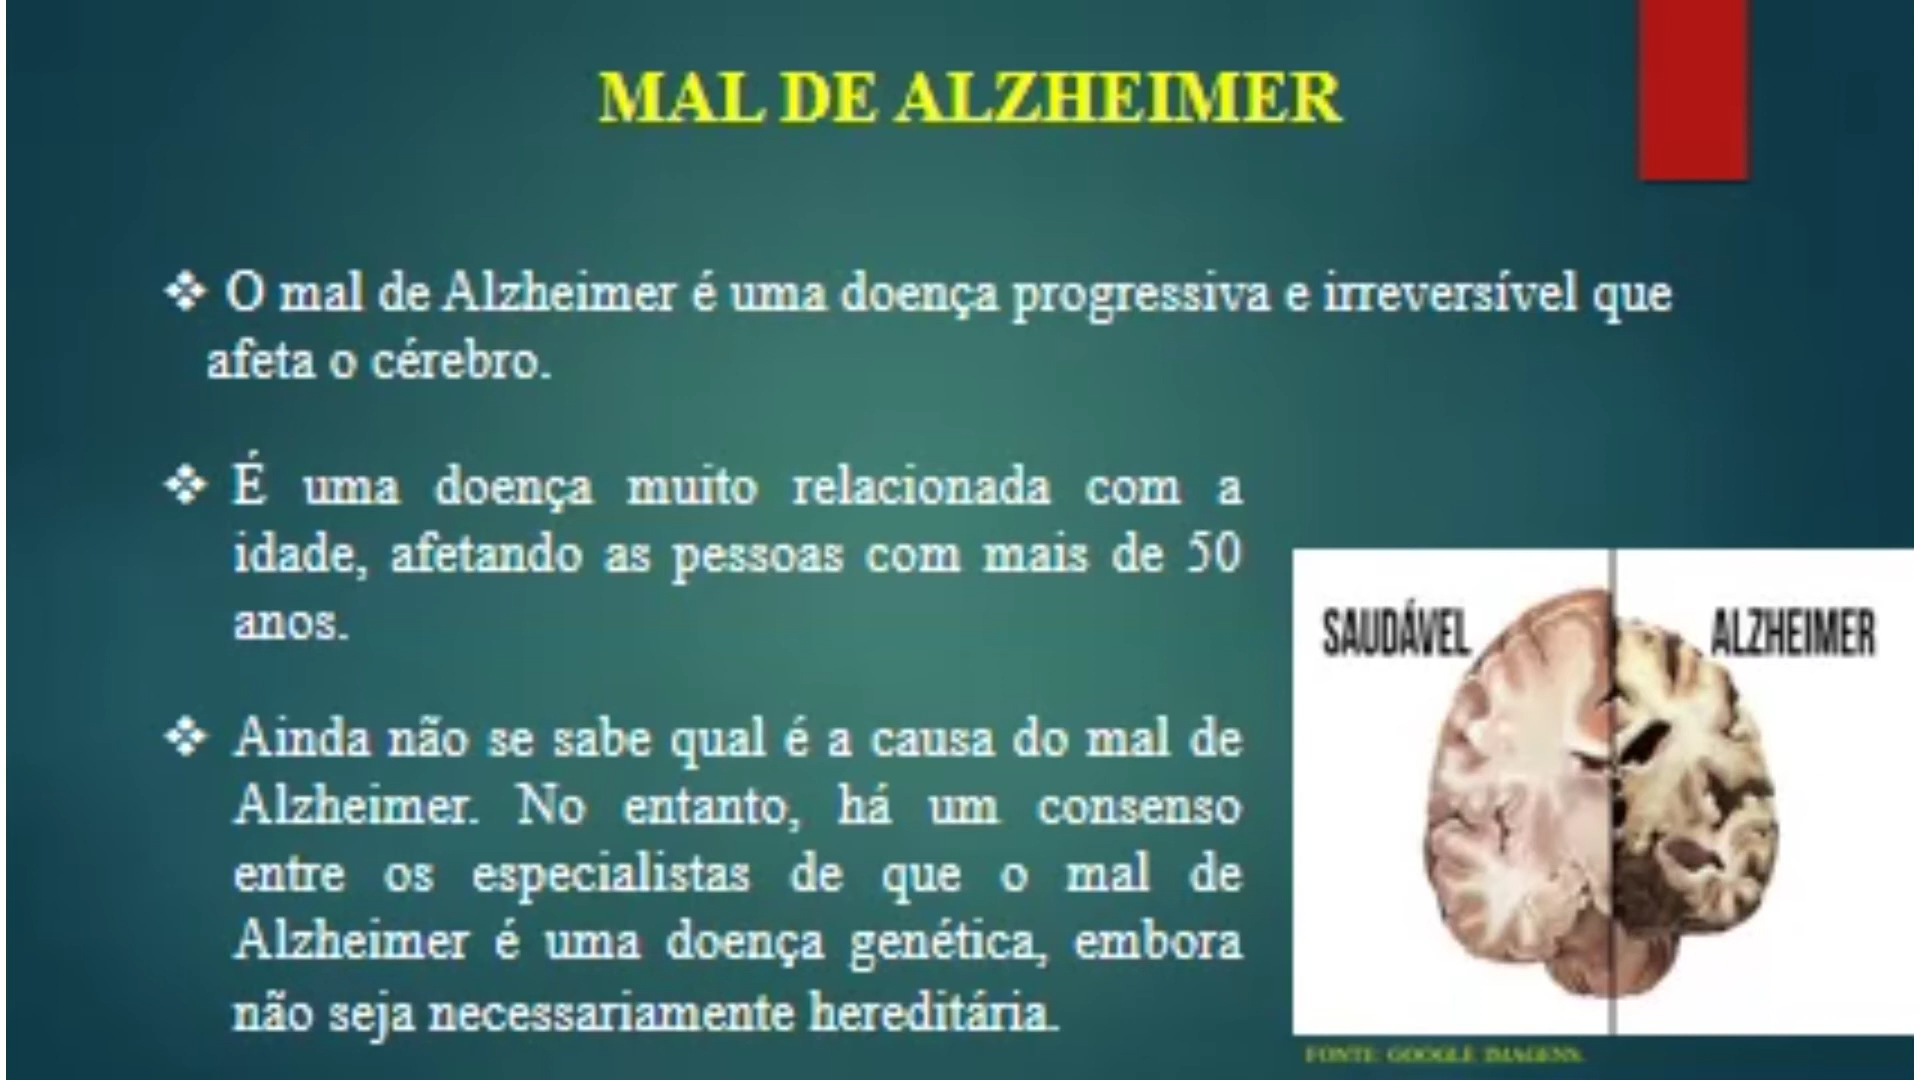 MAL DE ALZHEIMER
❖ O mal de Alzheimer é uma doença progressiva e irreversível que
afeta o cérebro.
❖ É uma doença muito relacionada com a
idade, afetando as pessoas com mais de 50
anos.
SAUDÁVEL
ALZHEIMER
❖ Ainda não se sabe qual é a causa do mal de
Alzheimer. No entanto, há um consenso
entre os especialistas de que o mal de
Alzheimer é uma doença genética, embora
não seja necessariamente hereditária.
FONTE: GOOGLE IMAGENS.